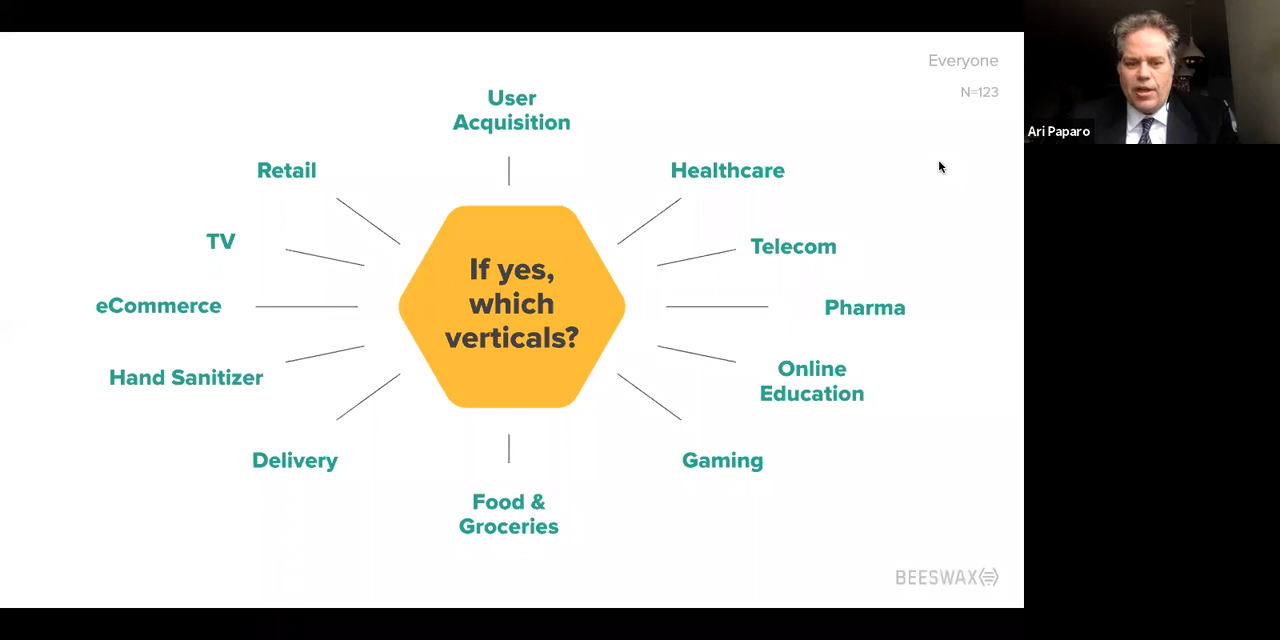 Everyone
N=123
User
Acquisition
Retail
Healthcare
TV
Telecom
If yes,
which
verticals?
eCommerce
Pharma
Hand Sanitizer
Online
Education
Delivery
Gaming
Food &
Groceries
BEESWAX
Ari Paparo